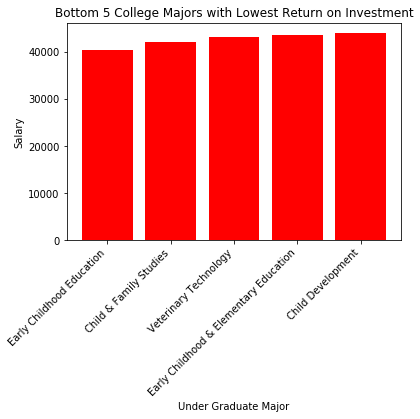 Bottom 5 College Majors with Lowest Return on Investment
Salary
40000
30000
20000
10000
0
Early Childhood Education
Child & Family Studies
Veterinary Technology
Early Childhood & Elementary Education
Child Development
Under Graduate Major